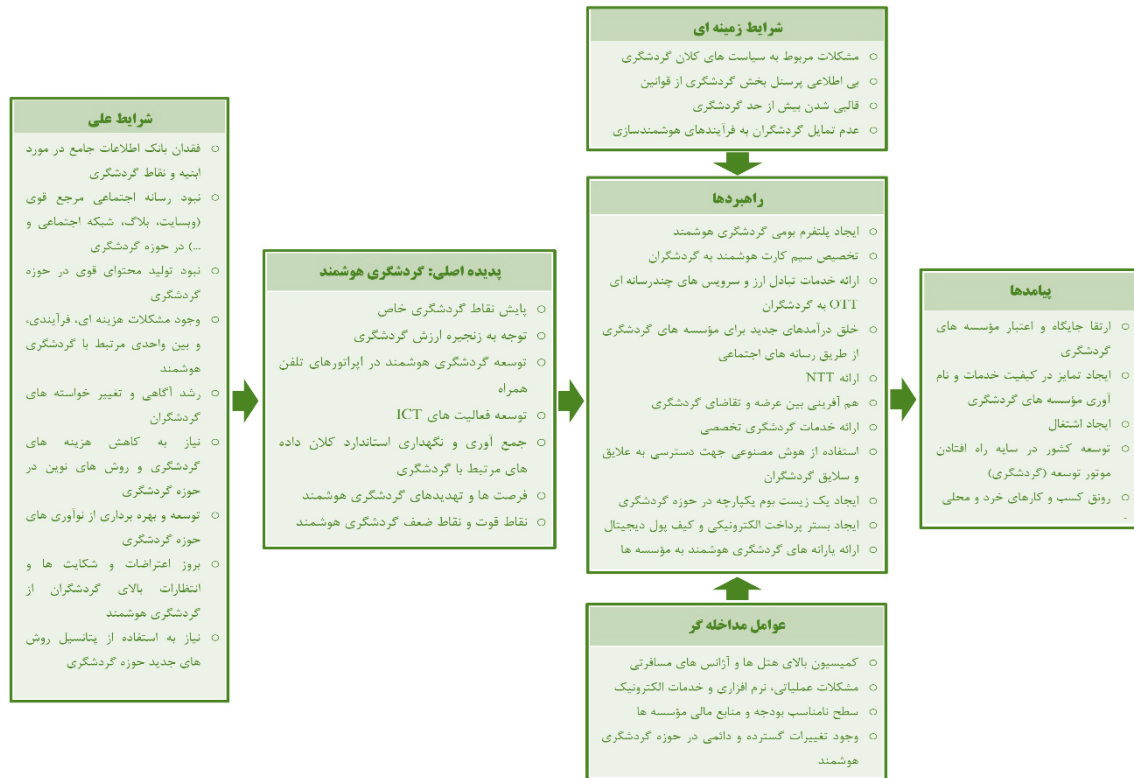 شرایط زمینه ای
مشکلات مربوط به سیاست های کلان گردشگری
بی اطلاعی پرسنل بخش گردشگری از قوانین
قالبی شدن بیش از حد گردشگری
عدم تمایل گردشگران به فرآیندهای هوشمندسازی
شرایط علی
فقدان بانک اطلاعات جامع در مورد
ابنیه و نقاط گردشگری
نبود رسانه اجتماعی مرجع قوی
(وبسایت، بلاگ، شبکه اجتماعی و
...) در حوزه گردشگری
نبود تولید محتوای قوی در حوزه
گردشگری
وجود مشکلات هزینه ای، فرآیندی،
و بین واحدی مرتبط با گردشگری
هوشمند
رشد آگاهی و تغییر خواسته های
گردشگران
نیاز به کاهش هزینه های
گردشگری و روش های نوین در
حوزه گردشگری
توسعه و بهره برداری از نوآوری های
حوزه گردشگری
بروز اعتراضات و شکایت ها و
انتظارات بالای گردشگران از
گردشگری هوشمند
نیاز به استفاده از پتانسیل روش
های جدید حوزه گردشگری
پدیده اصلی: گردشگری هوشمند
پایش نقاط گردشگری خاص
توجه به زنجیره ارزش گردشگری
توسعه گردشگری هوشمند در اپراتورهای تلفن
همراه
توسعه فعالیت های ICT
جمع آوری و نگهداری استاندارد کلان داده
های مرتبط با گردشگری
فرصت ها و تهدیدهای گردشگری هوشمند
نقاط قوت و نقاط ضعف گردشگری هوشمند
راهبردها
ایجاد پلتفرم بومی گردشگری هوشمند
تخصیص سیم کارت هوشمند به گردشگران
ارائه خدمات تبادل ارز و سرویس های چندرسانه ای
OTT به گردشگران
خلق درآمدهای جدید برای مؤسسه های گردشگری
از طریق رسانه های اجتماعی
ارائه NTT
هم آفرینی بین عرضه و تقاضای گردشگری
ارائه خدمات گردشگری تخصصی
استفاده از هوش مصنوعی جهت دسترسی به علایق
و سلایق گردشگران
ایجاد یک زیست بوم یکپارچه در حوزه گردشگری
ایجاد بستر پرداخت الکترونیکی و کیف پول دیجیتال
ارائه یارانه های گردشگری هوشمند به مؤسسه ها
پیامدها
ارتقا جایگاه و اعتبار مؤسسه های
گردشگری
ایجاد تمایز در کیفیت خدمات و نام
آوری مؤسسه های گردشگری
ایجاد اشتغال
توسعه کشور در سایه راه افتادن
موتور توسعه (گردشگری)
رونق کسب و کارهای خرد و محلی
عوامل مداخله گر
کمیسیون بالای هتل ها و آژانس های مسافرتی
مشکلات عملیاتی، نرم افزاری و خدمات الکترونیک
سطح نامناسب بودجه و منابع مالی مؤسسه ها
وجود تغییرات گسترده و دائمی در حوزه گردشگری
هوشمند